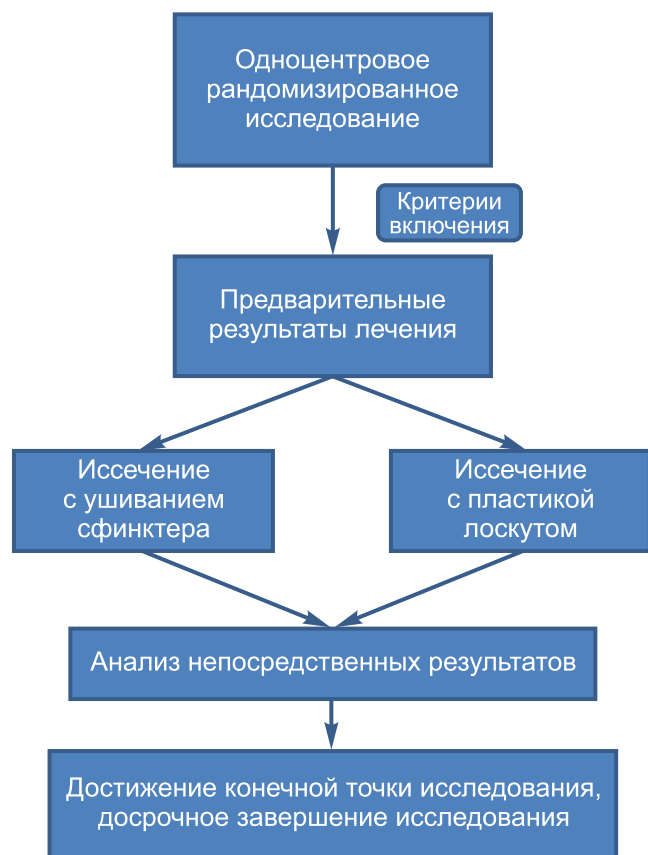 Одноцентровое
рандомизированное
исследование
Критерии
включения
Предварительные
результаты лечения
Иссечение
с ушиванием
сфинктера
Иссечение
с пластикой
лоскутом
Анализ непосредственных результатов
Достижение конечной точки исследования,
досрочное завершение исследования